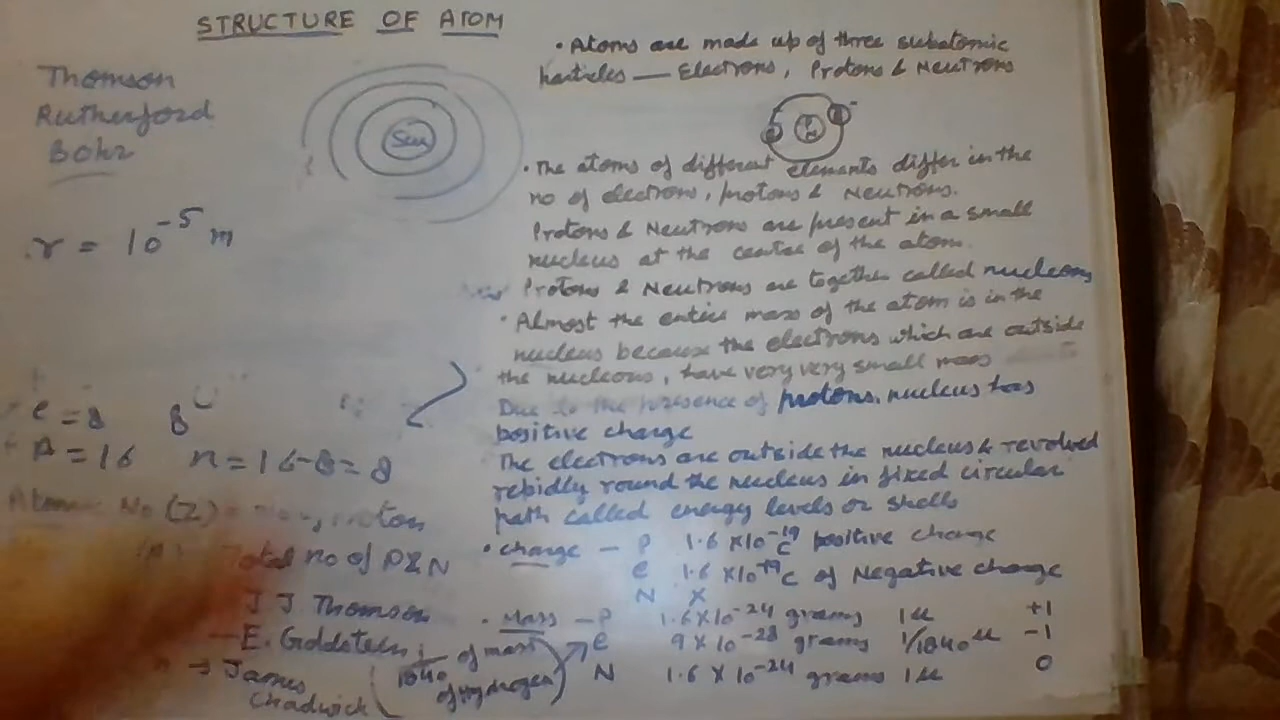 STRUCTURE OF ATOM
Thomson
Rutherford
Bohr
Sun
r = 10^-5 m
e = 8 8
A = 16 n = 16-8 = 8
Atomic No (Z) = proton
Total no of P & N
J J. Thomson
E. Goldstein
→ James
Chadwick
1/1840 of mass
of Hydrogen
• Atoms are made up of three subatomic
particles — Electrons, Protons & Neutrons
• The atoms of different elements differ in the
no of electrons, protons & Neutrons.
Protons & Neutrons are present in a small
nucleus at the centre of the atom.
Protons & Neutrons are together called nucleons
• Almost the entire mass of the atom is in the
nucleus because the electrons which are outside
the nucleons, have very very small mass
Due to the presence of protons, nucleus has
positive charge
The electrons are outside the nucleus & revolved
rebidly round the nucleus in fixed circular
path called energy levels or shells
• charge — P 1.6 X10^-19 C positive charge
e 1.6 X10^-19 C of Negative charge
N X
• Mass — P 1.6 X 10^-24 grams 1u +1
e 9 X 10^-28 grams 1/1840 u -1
N 1.6 X 10^-24 grams 1u 0